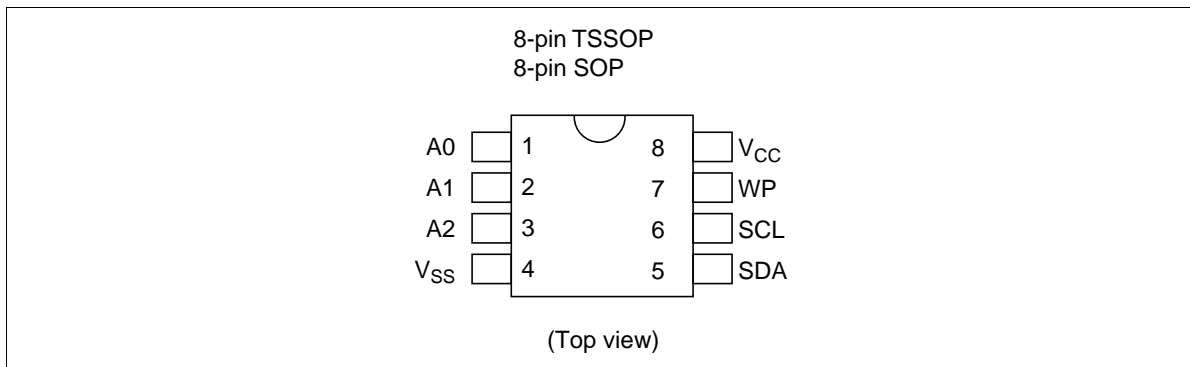 8-pin TSSOP
8-pin SOP
A0 1 8 VCC
A1 2 7 WP
A2 3 6 SCL
VSS 4 5 SDA
(Top view)